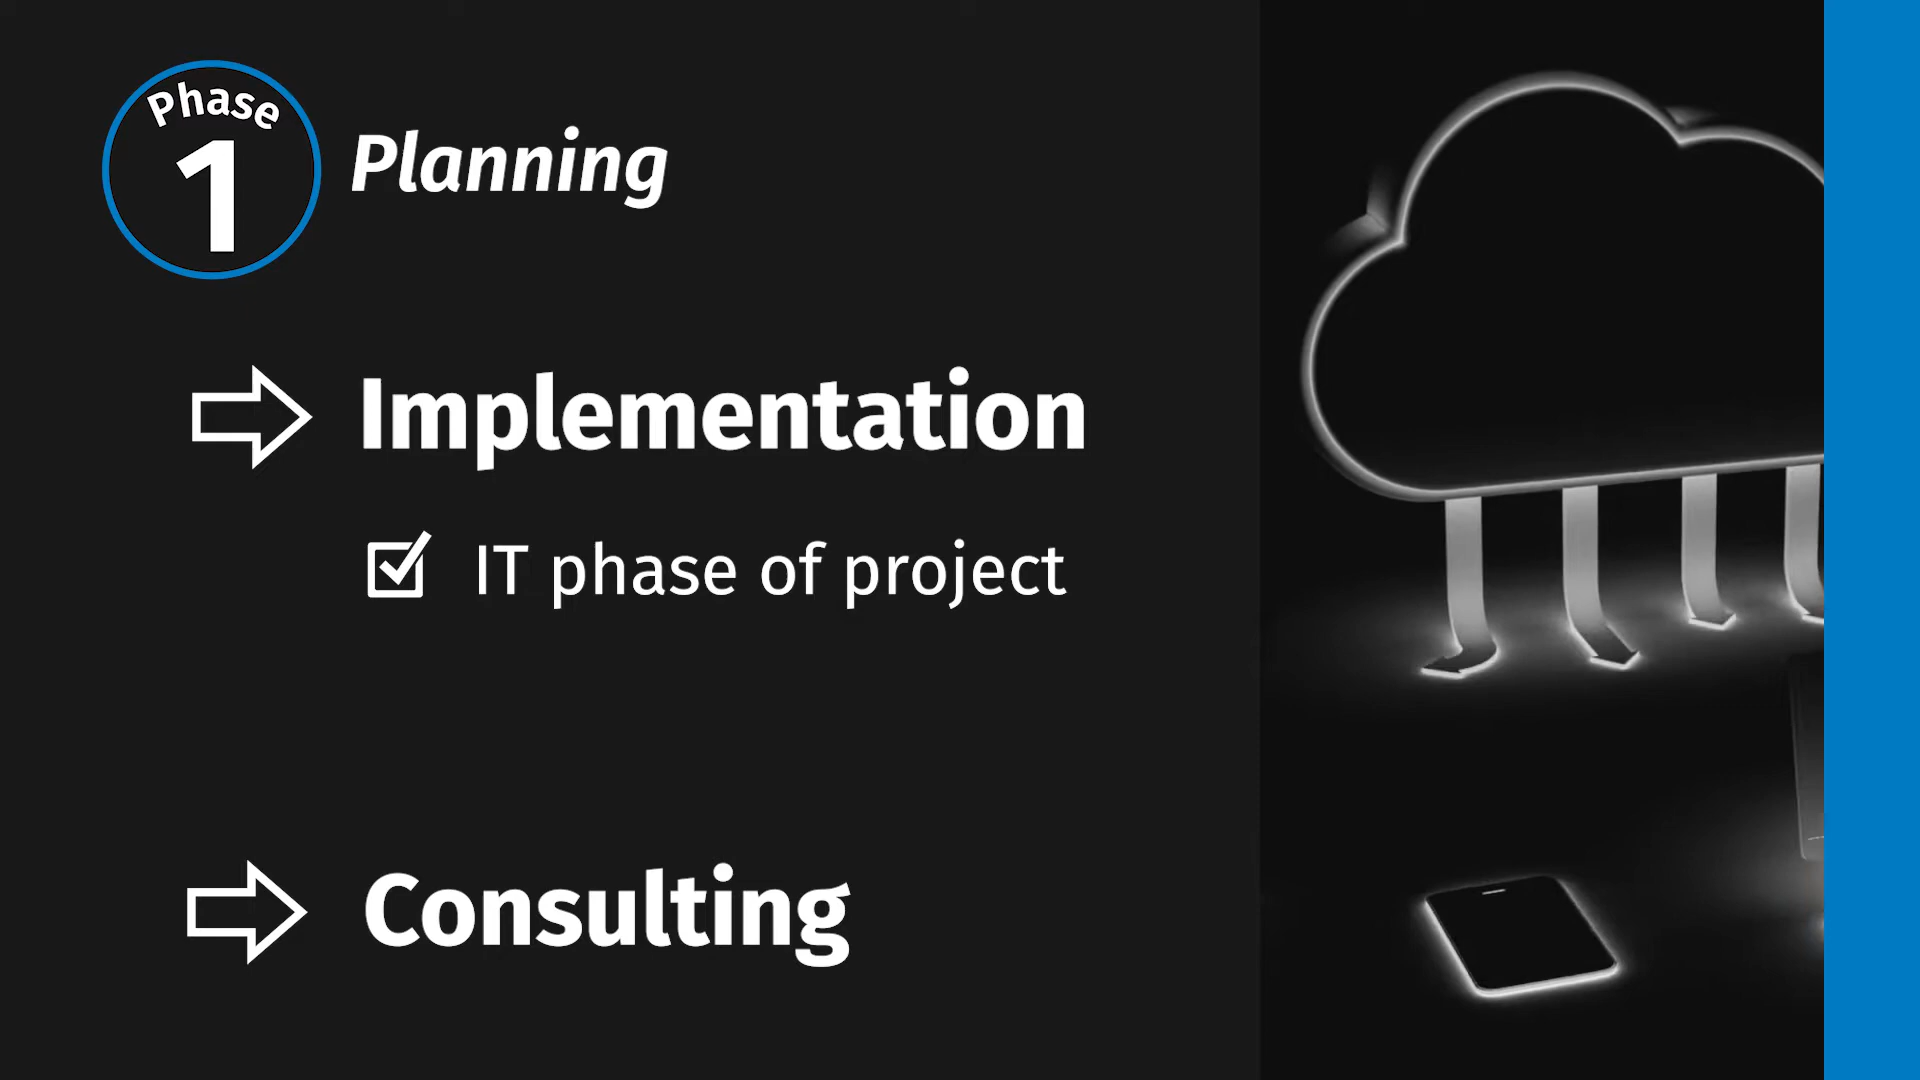 Phase
1
Planning
Implementation
IT phase of project
Consulting